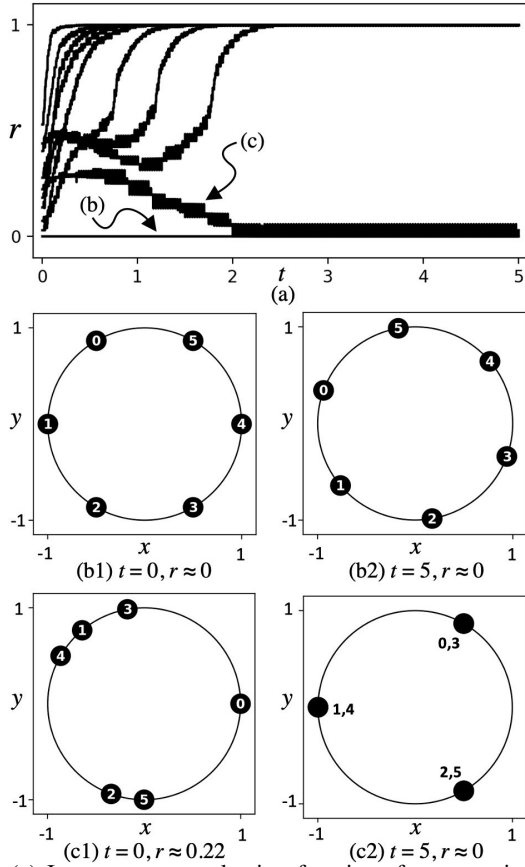 1
r
(c)
(b)
0
0 1 2 t 3 4 5
(a)
1
0 5
y 1 4
2 3
-1
-1 x 1
(b1) t = 0, r ≈ 0
1
5
4
0
y
3
1
2
-1
-1 x 1
(b2) t = 5, r ≈ 0
1
3
1
4
y 0
2 5
-1
-1 x 1
(c1) t = 0, r ≈ 0.22
1
0,3
y 1,4
2,5
-1
-1 x 1
(c2) t = 5, r ≈ 0